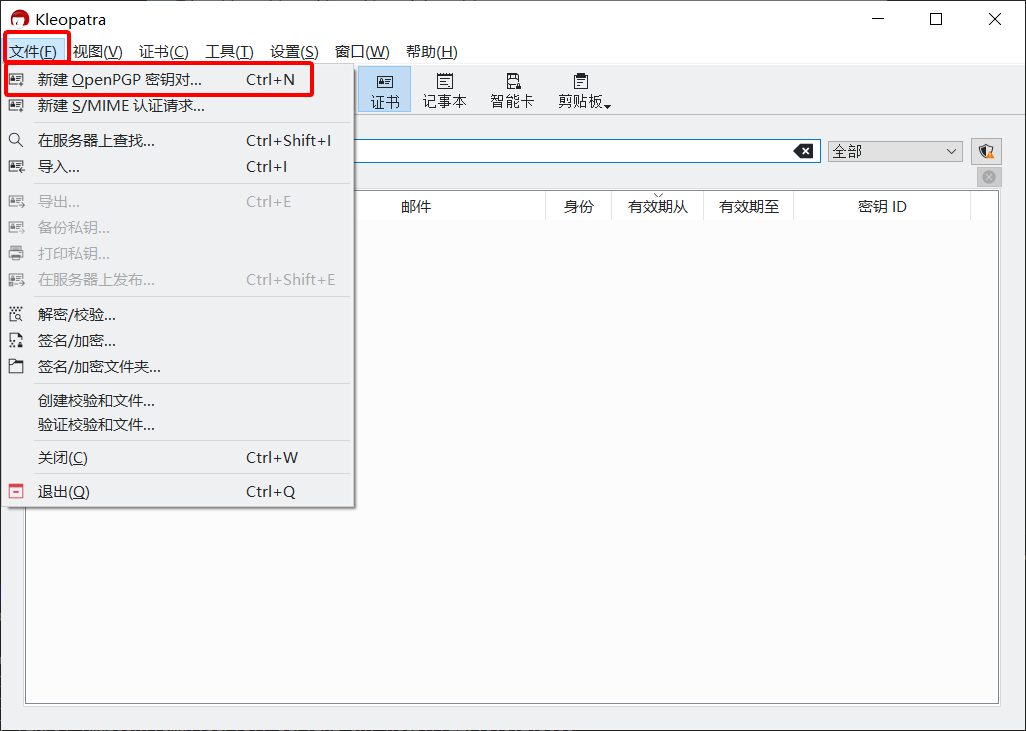 Kleopatra
文件(F) 视图(V) 证书(C) 工具(T) 设置(S) 窗口(W) 帮助(H)
新建 OpenPGP 密钥对... Ctrl+N
新建 S/MIME 认证请求...
在服务器上查找... Ctrl+Shift+I
导入... Ctrl+I
导出... Ctrl+E
备份私钥...
打印私钥...
在服务器上发布... Ctrl+Shift+E
解密/校验...
签名/加密...
签名/加密文件夹...
创建校验和文件...
验证校验和文件...
关闭(C) Ctrl+W
退出(Q) Ctrl+Q
证书 记事本 智能卡 剪贴板
全部
邮件 身份 有效期从 有效期至 密钥 ID